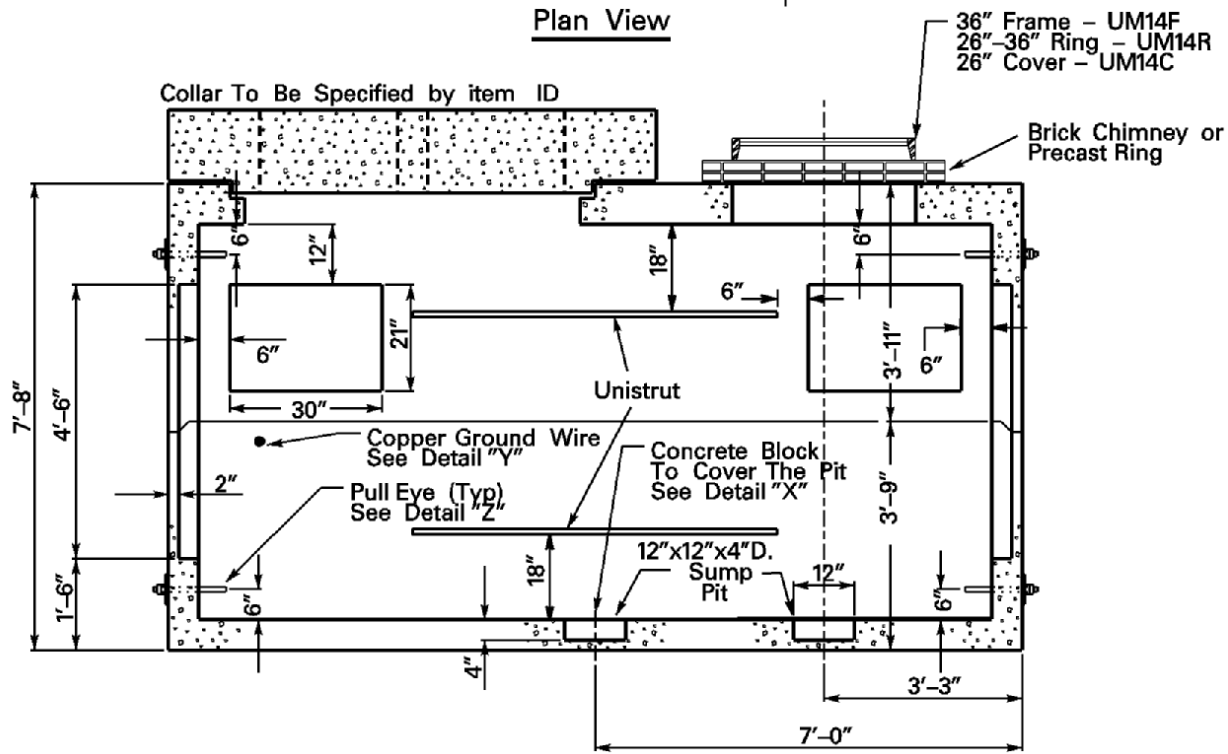 Plan View
36" Frame – UM14F
26"–36" Ring – UM14R
26" Cover – UM14C
Collar To Be Specified by item ID
Brick Chimney or
Precast Ring
6"
12"
18"
6"
6"
21"
6"
3'–11"
6"
7'–8"
4'–6"
30"
Unistrut
Copper Ground Wire
See Detail "Y"
Concrete Block
To Cover The Pit
See Detail "X"
2"
Pull Eye (Typ)
See Detail "Z"
3'–9"
12"x12"x4"D.
Sump
Pit
12"
18"
1'–6"
6"
6"
4"
3'–3"
7'–0"